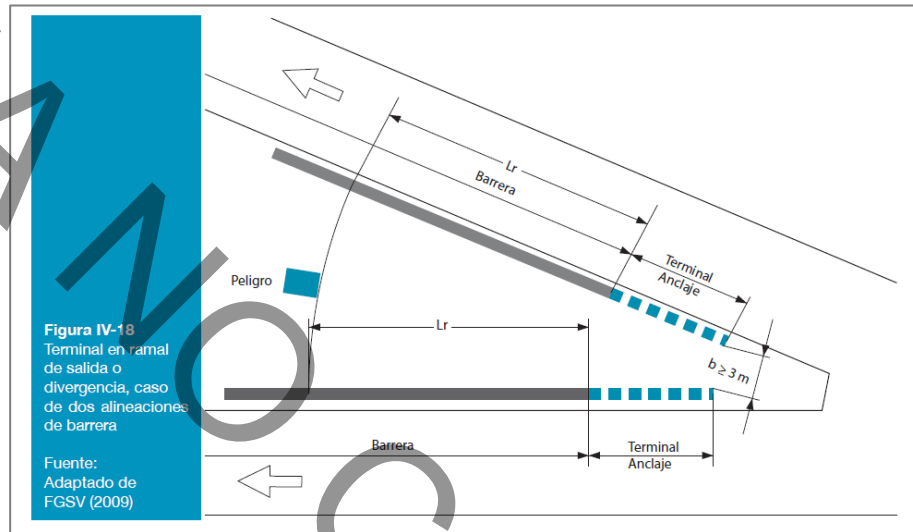 Figura IV-18
Terminal en ramal
de salida o
divergencia, caso
de dos alineaciones
de barrera
Fuente:
Adaptado de
FGSV (2009)
Lr
Barrera
Terminal
Anclaje
Peligro
Lr
b ≥ 3 m
Barrera
Terminal
Anclaje
A
N
O
C